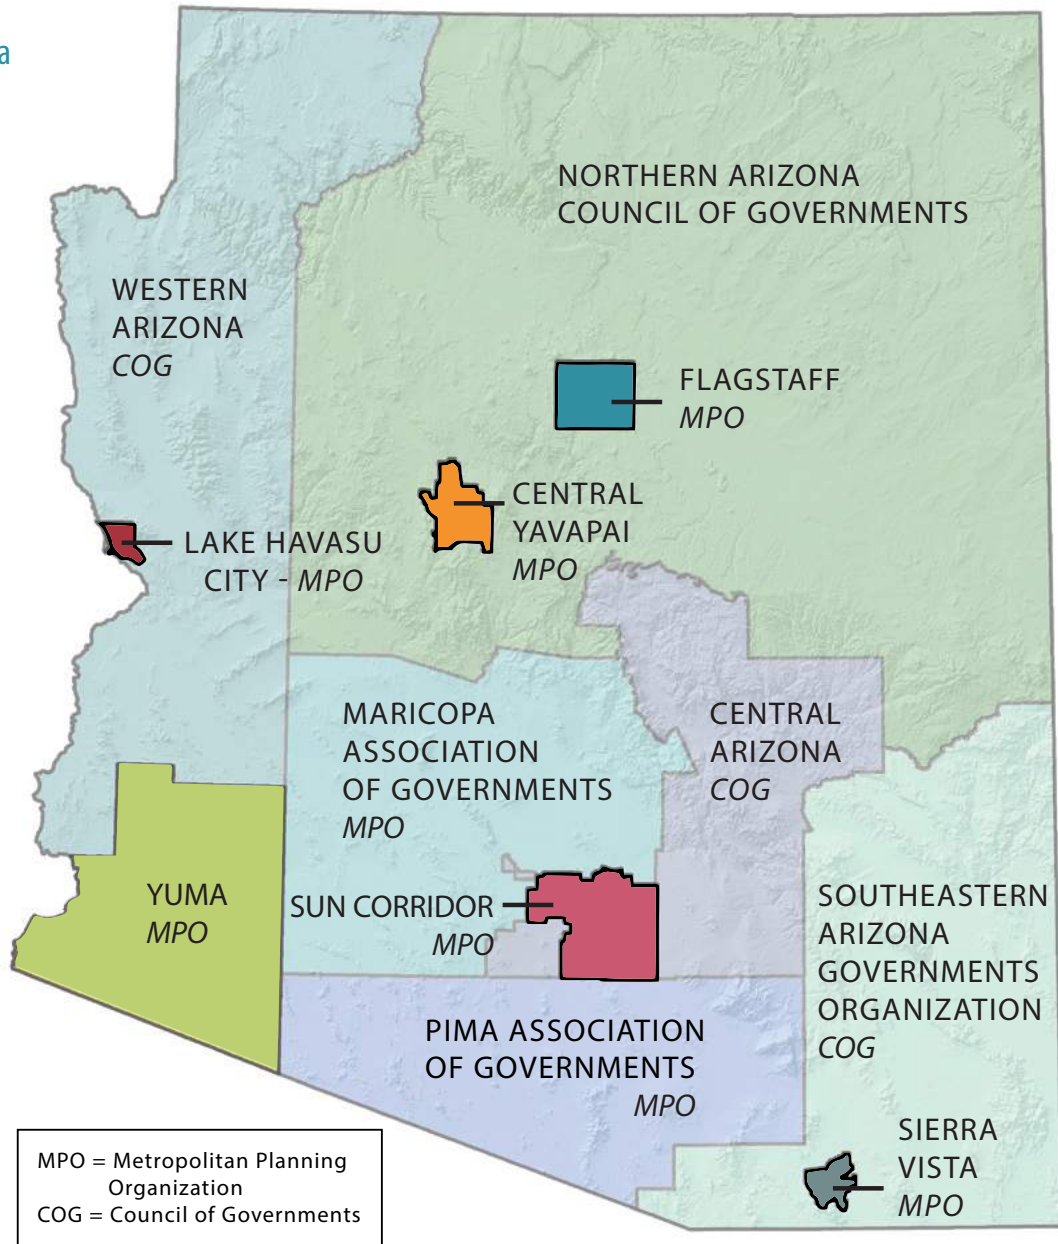 a
NORTHERN ARIZONA
COUNCIL OF GOVERNMENTS
WESTERN
ARIZONA
COG
FLAGSTAFF
MPO
CENTRAL
YAVAPAI
MPO
LAKE HAVASU
CITY - MPO
MARICOPA
ASSOCIATION
OF GOVERNMENTS
MPO
CENTRAL
ARIZONA
COG
YUMA
MPO
SUN CORRIDOR
MPO
SOUTHEASTERN
ARIZONA
GOVERNMENTS
ORGANIZATION
COG
PIMA ASSOCIATION
OF GOVERNMENTS
MPO
SIERRA
VISTA
MPO
MPO = Metropolitan Planning
Organization
COG = Council of Governments